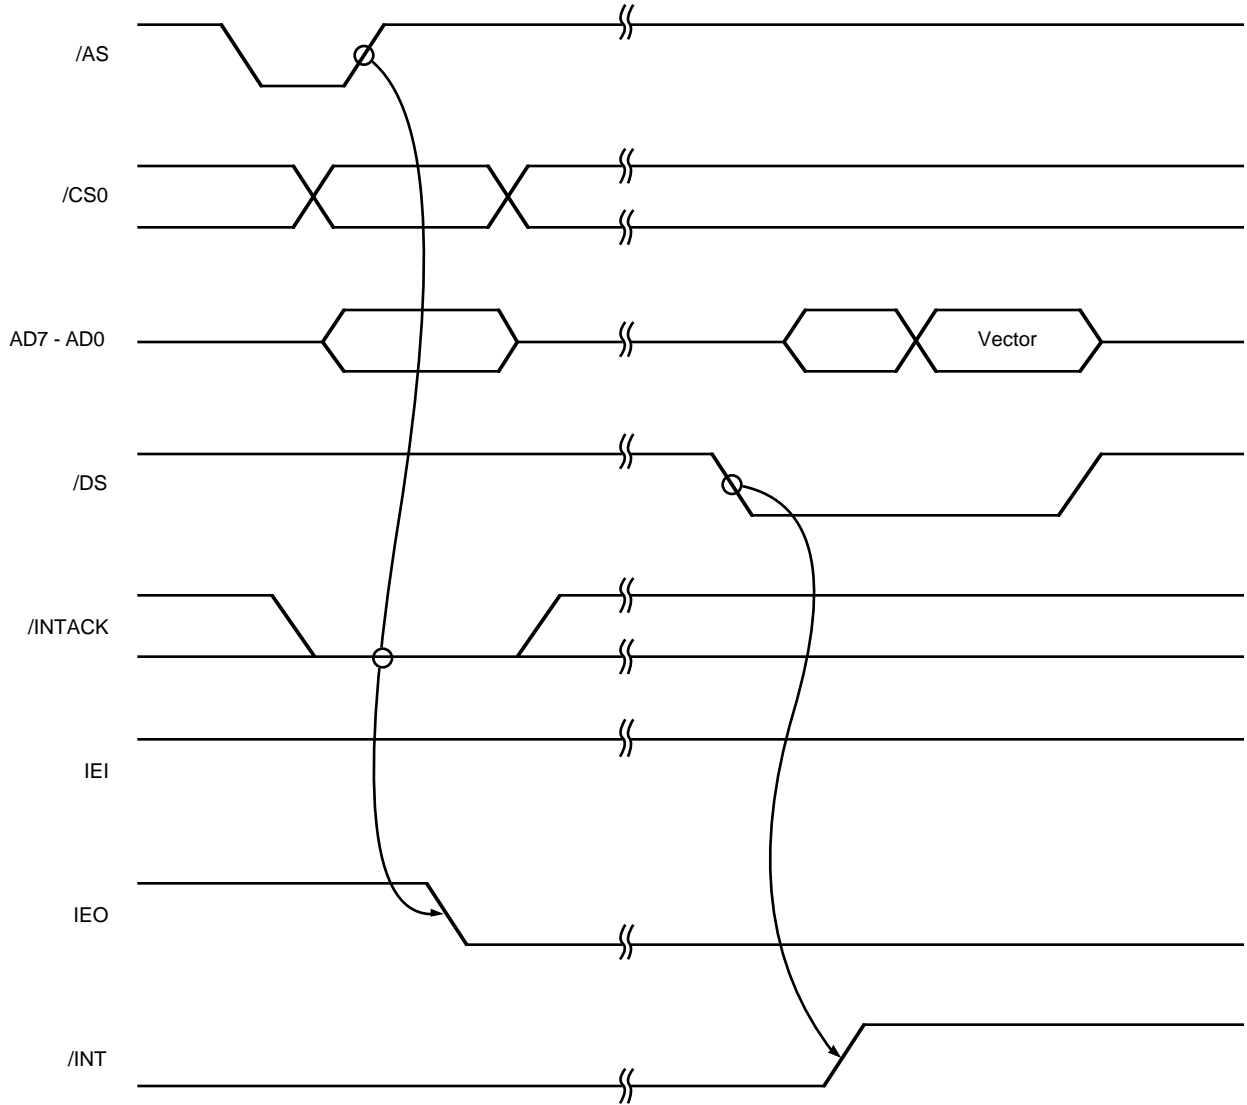 /AS
/CS0
AD7 - AD0
Vector
/DS
/INTACK
IEI
IEO
/INT